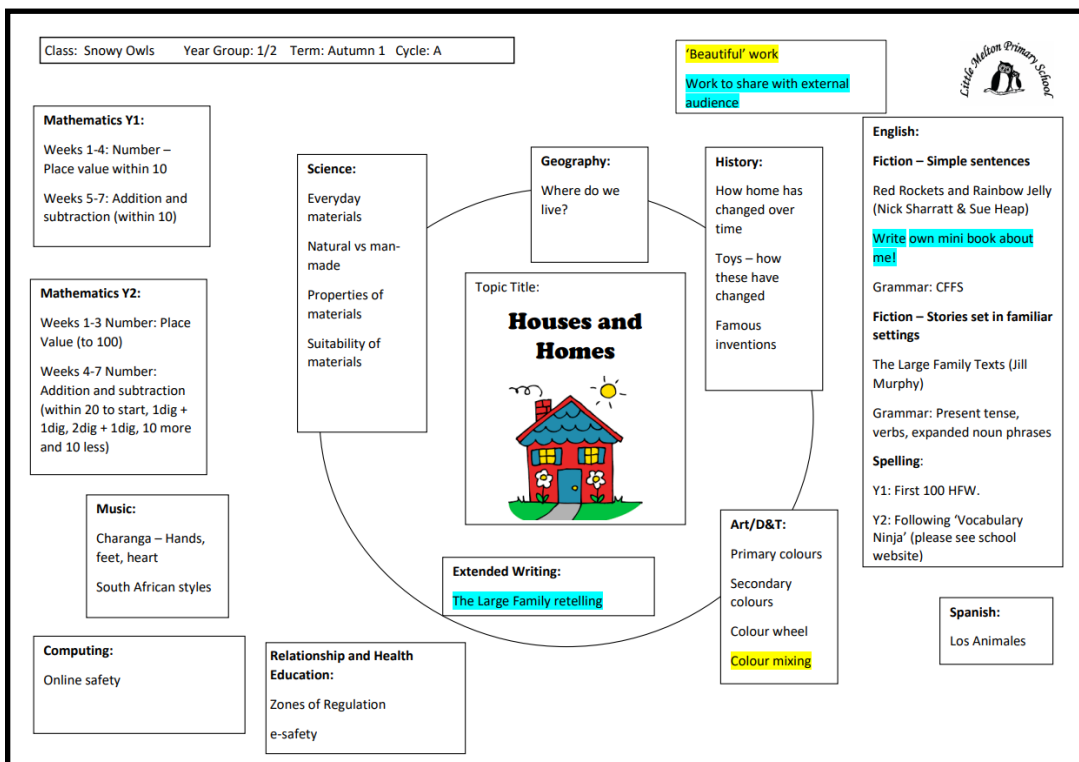 Class: Snowy Owls Year Group: 1/2 Term: Autumn 1 Cycle: A
‘Beautiful’ work
Work to share with external
audience
Little Melton Primary School
Mathematics Y1:
Weeks 1-4: Number –
Place value within 10
Weeks 5-7: Addition and
subtraction (within 10)
Mathematics Y2:
Weeks 1-3 Number: Place
Value (to 100)
Weeks 4-7 Number:
Addition and subtraction
(within 20 to start, 1dig +
1dig, 2dig + 1dig, 10 more
and 10 less)
Music:
Charanga – Hands,
feet, heart
South African styles
Computing:
Online safety
Science:
Everyday
materials
Natural vs man-
made
Properties of
materials
Suitability of
materials
Geography:
Where do we
live?
History:
How home has
changed over
time
Toys – how
these have
changed
Famous
inventions
Topic Title:
Houses and
Homes
Extended Writing:
The Large Family retelling
Relationship and Health
Education:
Zones of Regulation
e-safety
Art/D&T:
Primary colours
Secondary
colours
Colour wheel
Colour mixing
English:
Fiction – Simple sentences
Red Rockets and Rainbow Jelly
(Nick Sharratt & Sue Heap)
Write own mini book about
me!
Grammar: CFFS
Fiction – Stories set in familiar
settings
The Large Family Texts (Jill
Murphy)
Grammar: Present tense,
verbs, expanded noun phrases
Spelling:
Y1: First 100 HFW.
Y2: Following ‘Vocabulary
Ninja’ (please see school
website)
Spanish:
Los Animales